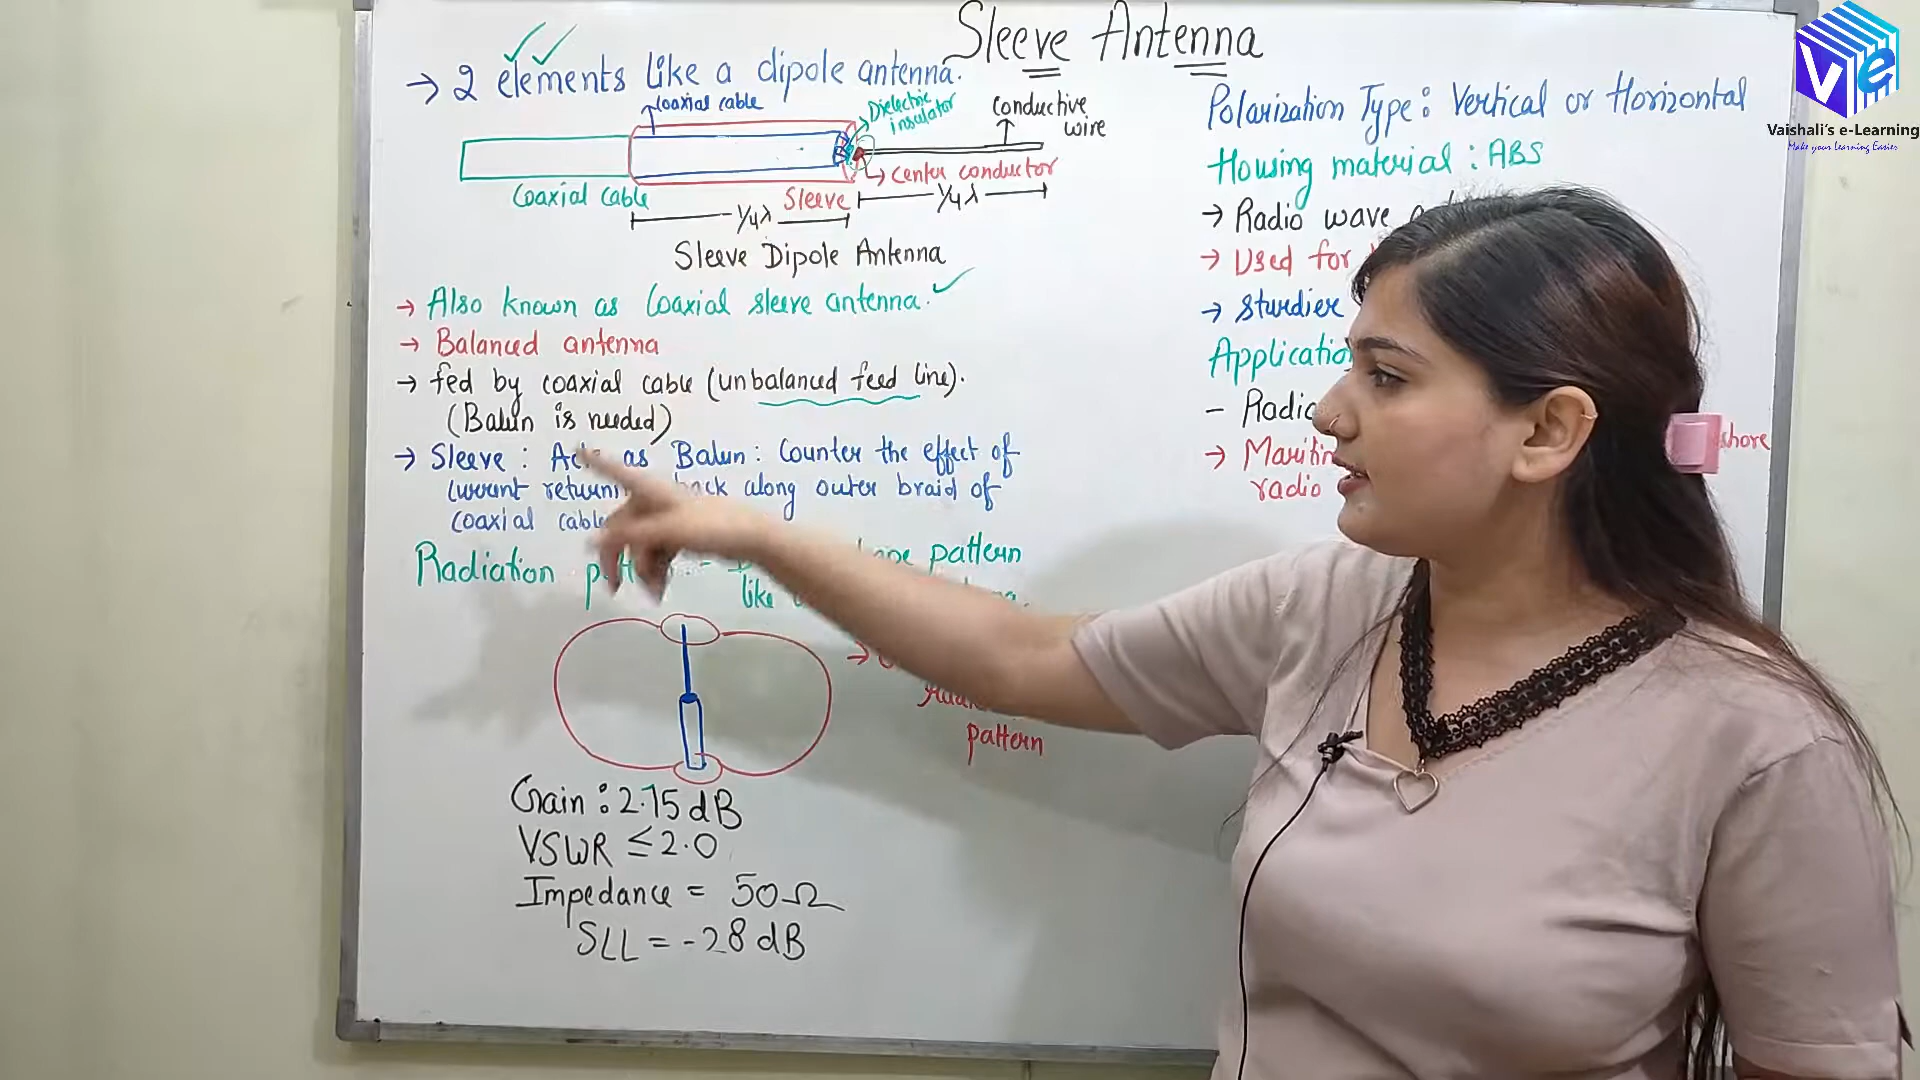 Sleeve Antenna
→ 2 elements like a dipole antenna.
Coaxial cable
Dielectric
insulator
conductive
wire
Coaxial cable
Sleeve
Center conductor
1/4 λ
1/4 λ
Sleeve Dipole Antenna
→ Also known as Coaxial sleeve antenna.
→ Balanced antenna
→ fed by coaxial cable (unbalanced feed line).
(Balun is needed)
→ Sleeve : Acts as Balun : Counter the effect of
Current returning back along outer braid of
coaxial cable
Radiation pattern - pattern
like
→
pattern
Gain : 2.15 dB
VSWR ≤ 2.0
Impedance = 50 Ω
SLL = -28 dB
Polarization Type : Vertical or Horizontal
Housing material : ABS
→ Radio wave
→ Used for
→ Sturdier
Application
- Radio
shore
→
radio
Vaishali's e-Learning
Make your Learning Easier
Ve